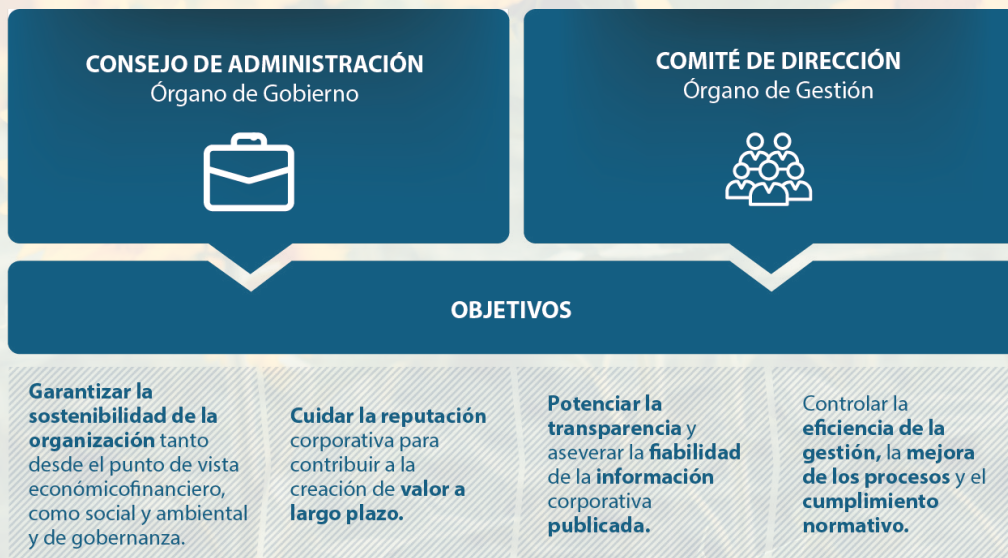 CONSEJO DE ADMINISTRACIÓN
Órgano de Gobierno
COMITÉ DE DIRECCIÓN
Órgano de Gestión
OBJETIVOS
Garantizar la
sostenibilidad de la
organización tanto
desde el punto de vista
económicofinanciero,
como social y ambiental
y de gobernanza.
Cuidar la reputación
corporativa para
contribuir a la
creación de valor a
largo plazo.
Potenciar la
transparencia y
aseverar la fiabilidad
de la información
corporativa
publicada.
Controlar la
eficiencia de la
gestión, la mejora
de los procesos y el
cumplimiento
normativo.